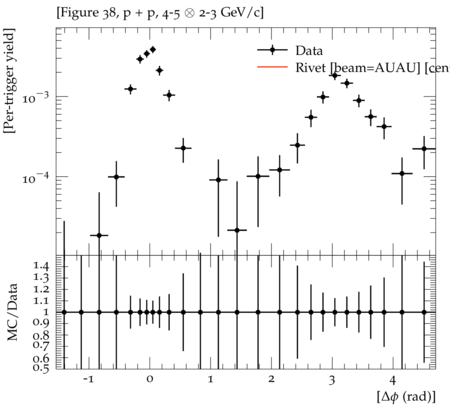 [Figure 38, p + p, 4-5 ⊗ 2-3 GeV/c]
[Per-trigger yield]
10⁻³
10⁻⁴
Data
Rivet [beam=AUAU] [cen
MC/Data
1.4
1.3
1.2
1.1
1
0.9
0.8
0.7
0.6
0.5
-1 0 1 2 3 4
[Δϕ (rad)]